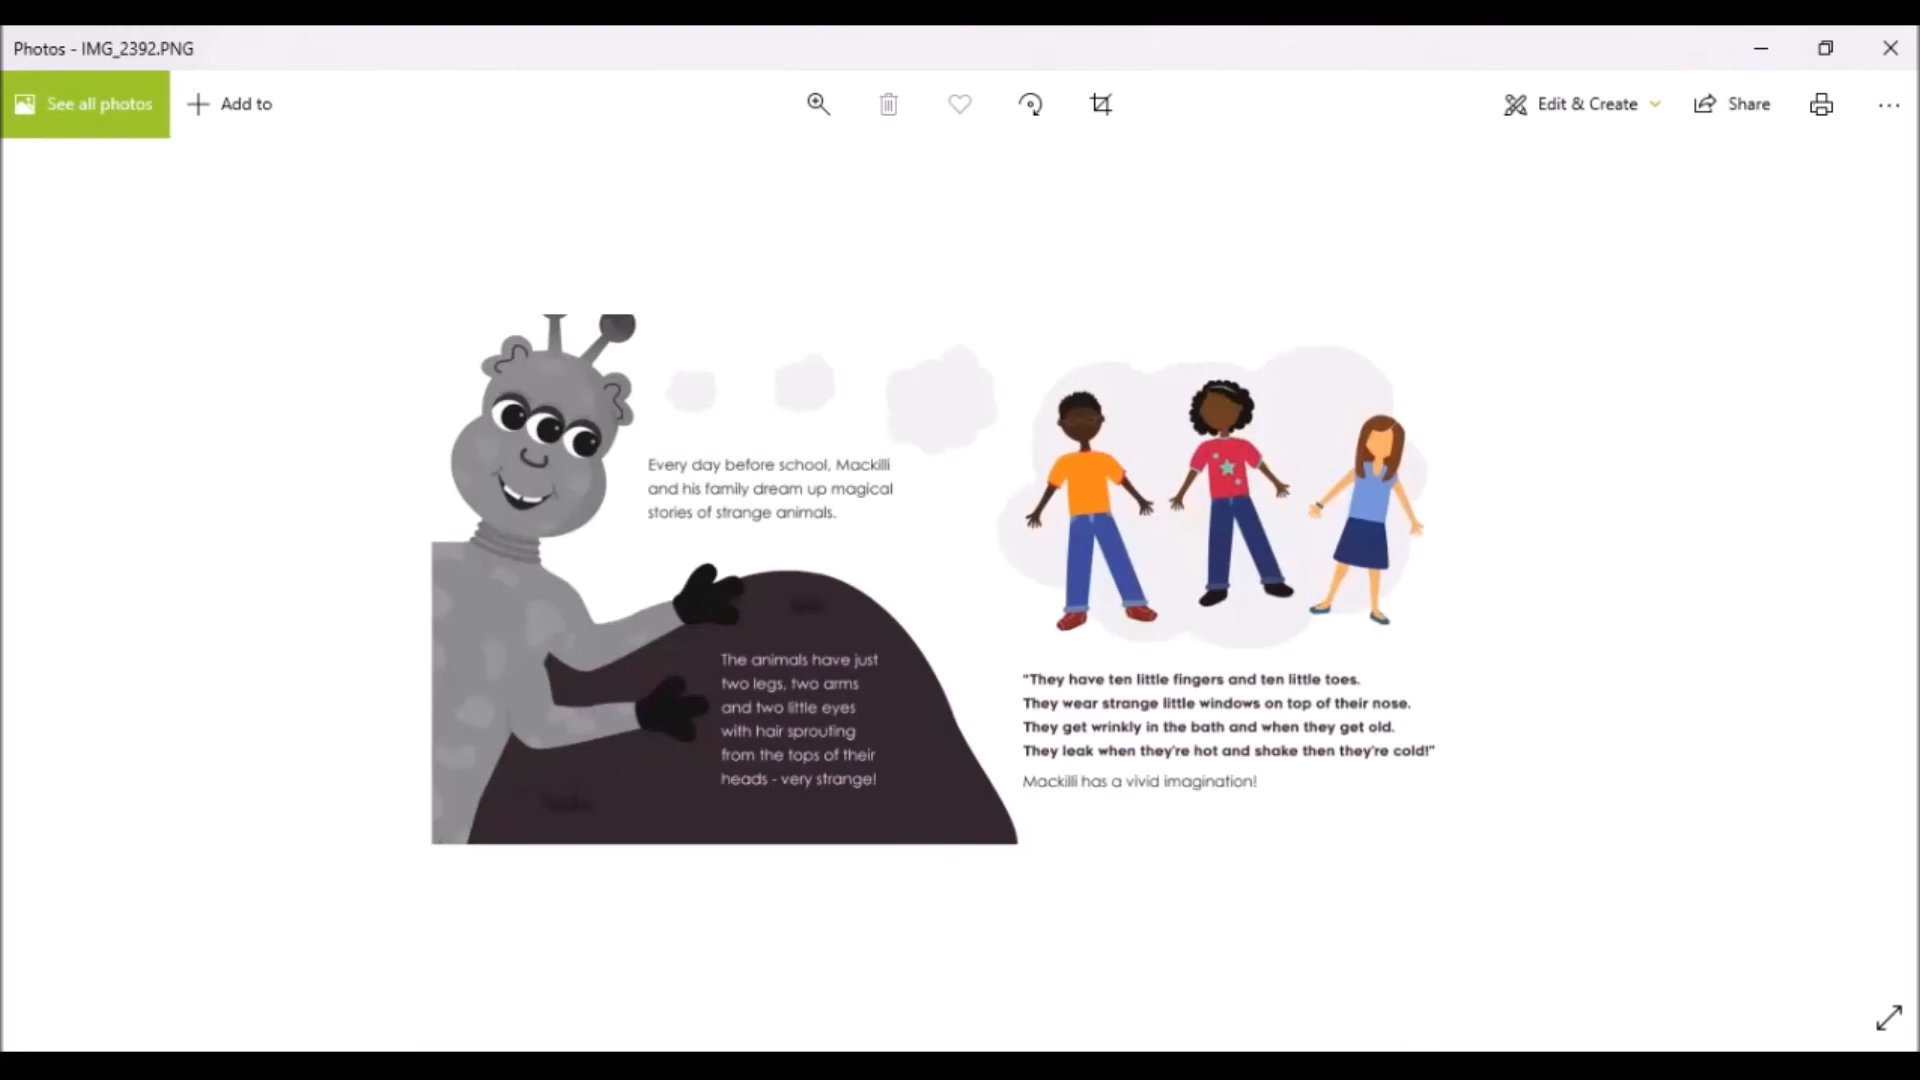 Photos - IMG_2392.PNG
See all photos
Add to
Edit & Create
Share
Every day before school, Mackilli
and his family dream up magical
stories of strange animals.
The animals have just
two legs, two arms
and two little eyes
with hair sprouting
from the tops of their
heads - very strange!
"They have ten little fingers and ten little toes.
They wear strange little windows on top of their nose.
They get wrinkly in the bath and when they get old.
They leak when they're hot and shake then they're cold!"
Mackilli has a vivid imagination!